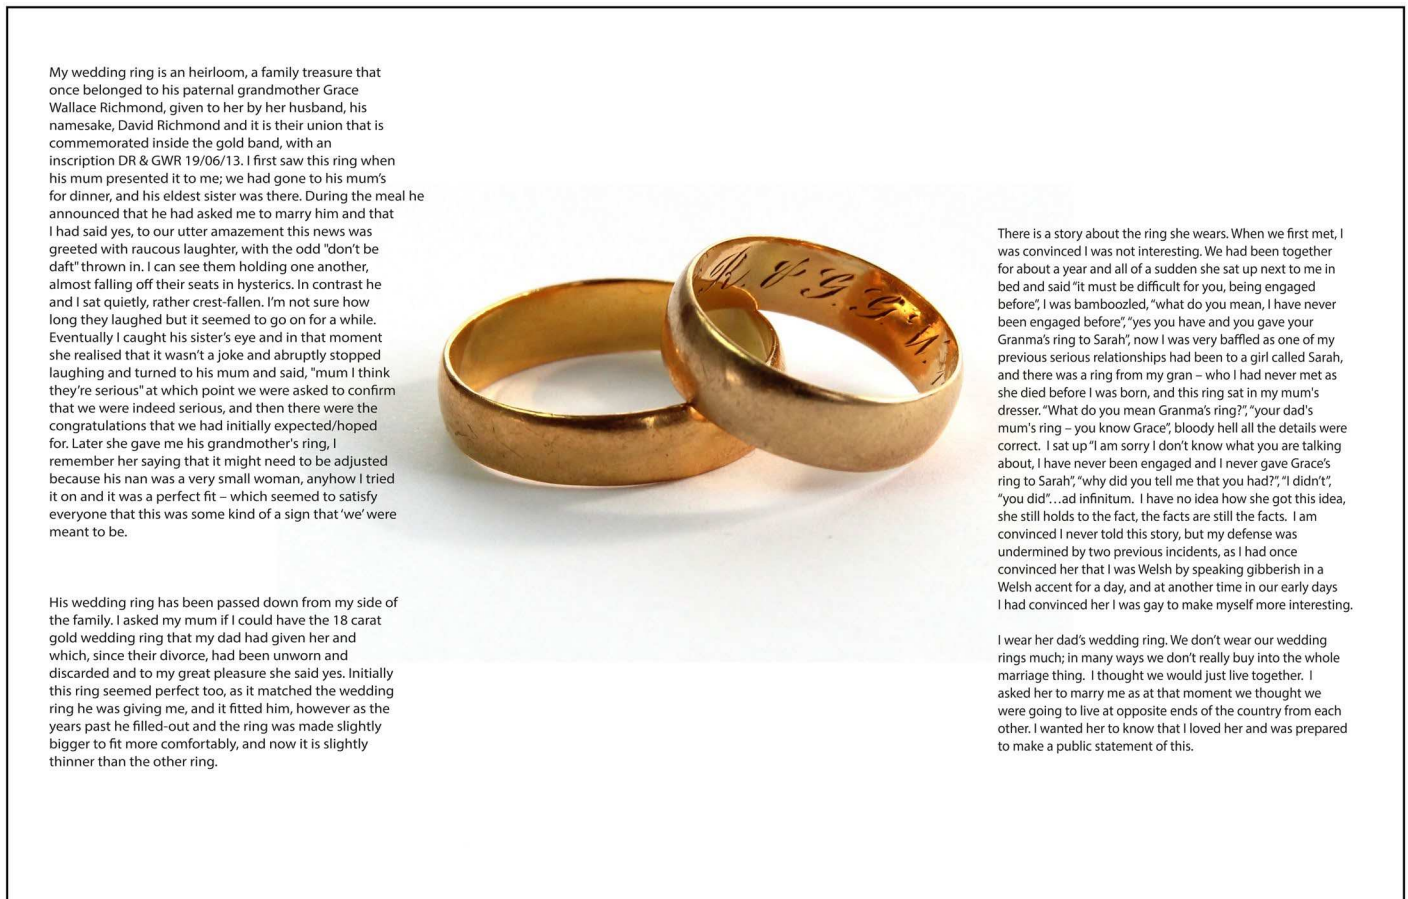 My wedding ring is an heirloom, a family treasure that
once belonged to his paternal grandmother Grace
Wallace Richmond, given to her by her husband, his
namesake, David Richmond and it is their union that is
commemorated inside the gold band, with an
inscription DR & GWR 19/06/13. I first saw this ring when
his mum presented it to me; we had gone to his mum's
for dinner, and his eldest sister was there. During the meal he
announced that he had asked me to marry him and that
I had said yes, to our utter amazement this news was
greeted with raucous laughter, with the odd "don't be
daft" thrown in. I can see them holding one another,
almost falling off their seats in hysterics. In contrast he
and I sat quietly, rather crest-fallen. I'm not sure how
long they laughed but it seemed to go on for a while.
Eventually I caught his sister's eye and in that moment
she realised that it wasn't a joke and abruptly stopped
laughing and turned to his mum and said, "mum I think
they're serious" at which point we were asked to confirm
that we were indeed serious, and then there were the
congratulations that we had initially expected/hoped
for. Later she gave me his grandmother's ring, I
remember her saying that it might need to be adjusted
because his nan was a very small woman, anyhow I tried
it on and it was a perfect fit – which seemed to satisfy
everyone that this was some kind of a sign that 'we' were
meant to be.
His wedding ring has been passed down from my side of
the family. I asked my mum if I could have the 18 carat
gold wedding ring that my dad had given her and
which, since their divorce, had been unworn and
discarded and to my great pleasure she said yes. Initially
this ring seemed perfect too, as it matched the wedding
ring he was giving me, and it fitted him, however as the
years past he filled-out and the ring was made slightly
bigger to fit more comfortably, and now it is slightly
thinner than the other ring.
R. & G. G. W.
There is a story about the ring she wears. When we first met, I
was convinced I was not interesting. We had been together
for about a year and all of a sudden she sat up next to me in
bed and said "it must be difficult for you, being engaged
before", I was bamboozled, "what do you mean, I have never
been engaged before", "yes you have and you gave your
Granma's ring to Sarah", now I was very baffled as one of my
previous serious relationships had been to a girl called Sarah,
and there was a ring from my gran – who I had never met as
she died before I was born, and this ring sat in my mum's
dresser. "What do you mean Granma's ring?", "your dad's
mum's ring – you know Grace", bloody hell all the details were
correct. I sat up "I am sorry I don't know what you are talking
about, I have never been engaged and I never gave Grace's
ring to Sarah", "why did you tell me that you had?", "I didn't",
"you did"…ad infinitum. I have no idea how she got this idea,
she still holds to the fact, the facts are still the facts. I am
convinced I never told this story, but my defense was
undermined by two previous incidents, as I had once
convinced her that I was Welsh by speaking gibberish in a
Welsh accent for a day, and at another time in our early days
I had convinced her I was gay to make myself more interesting.
I wear her dad's wedding ring. We don't wear our wedding
rings much; in many ways we don't really buy into the whole
marriage thing. I thought we would just live together. I
asked her to marry me as at that moment we thought we
were going to live at opposite ends of the country from each
other. I wanted her to know that I loved her and was prepared
to make a public statement of this.